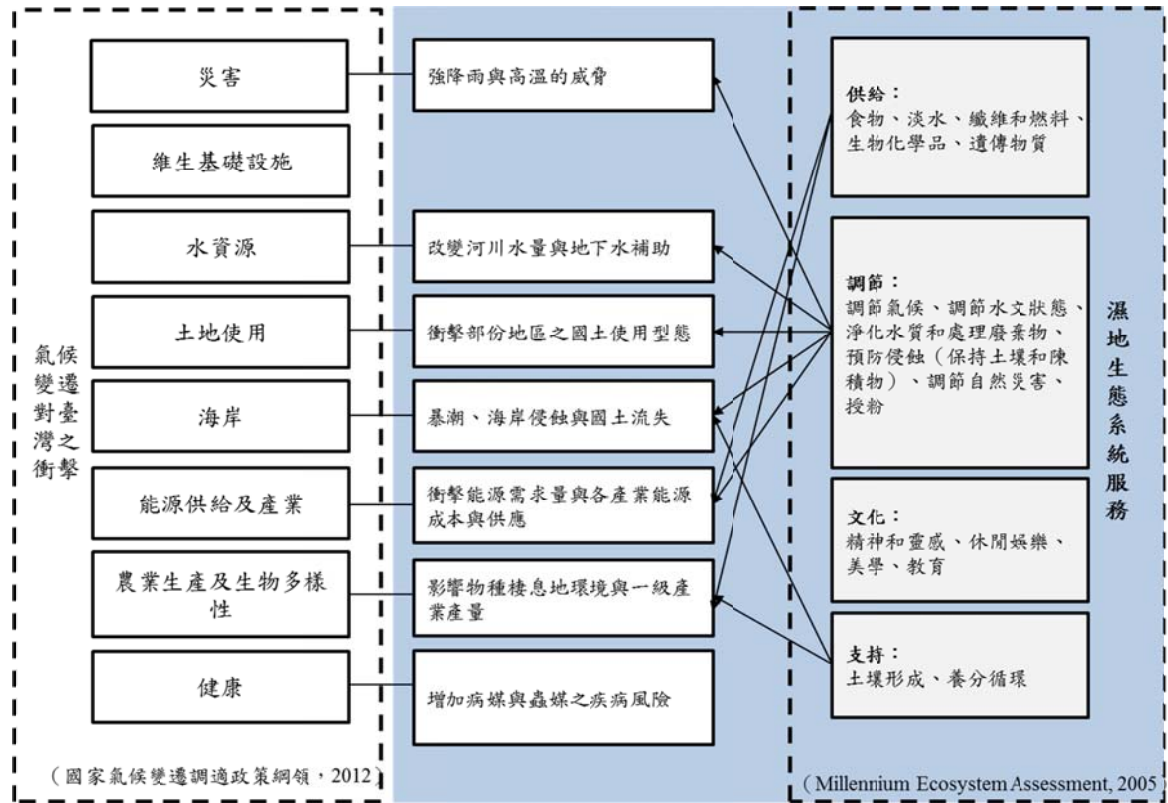 氣候
變遷
對臺
灣之
衝擊
災害
維生基礎設施
水資源
土地使用
海岸
能源供給及產業
農業生產及生物多樣
性
健康
（國家氣候變遷調適政策綱領，2012）
強降雨與高溫的威脅
改變河川水量與地下水補助
衝擊部份地區之國土使用型態
暴潮、海岸侵蝕與國土流失
衝擊能源需求量與各產業能源
成本與供應
影響物種棲息地環境與一級產
業產量
增加病媒與蟲媒之疾病風險
供給：
食物、淡水、纖維和燃料、
生物化學品、遺傳物質
調節：
調節氣候、調節水文狀態、
淨化水質和處理廢棄物、
預防侵蝕（保持土壤和陳
積物）、調節自然災害、
授粉
文化：
精神和靈感、休閒娛樂、
美學、教育
支持：
土壤形成、養分循環
濕地生態系統服務
（Millennium Ecosystem Assessment, 2005